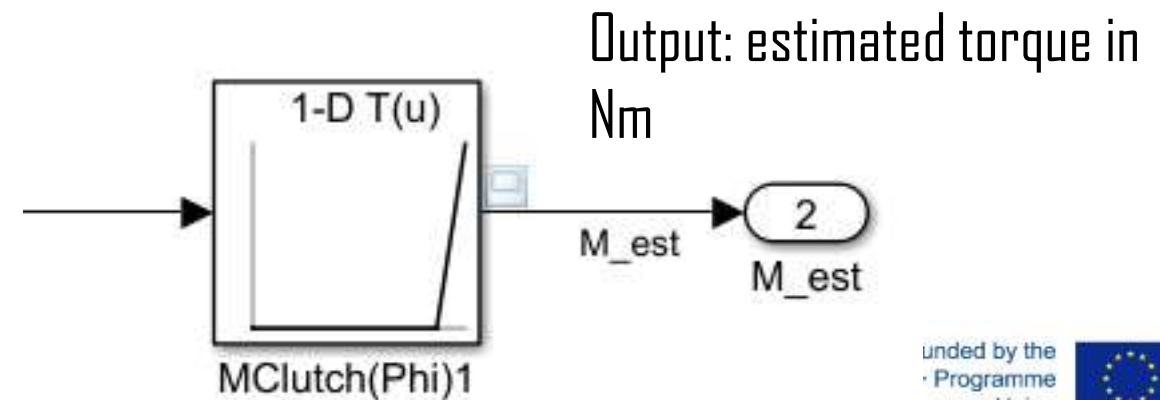 Output: estimated torque in
Nm
1-D T(u)
M_est
2
M_est
MClutch(Phi)1
unded by the
Programme